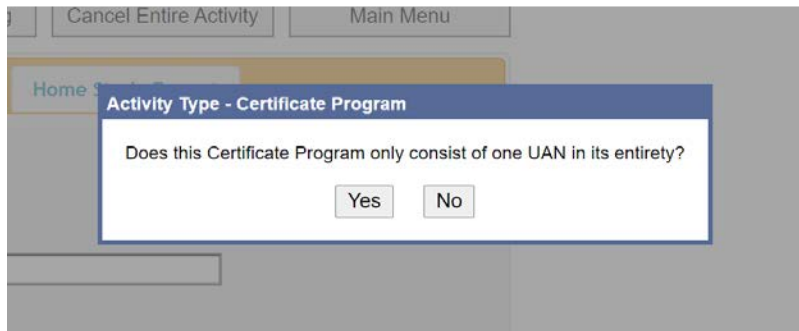 Cancel Entire Activity
Main Menu
Home
Activity Type - Certificate Program
Does this Certificate Program only consist of one UAN in its entirety?
Yes
No